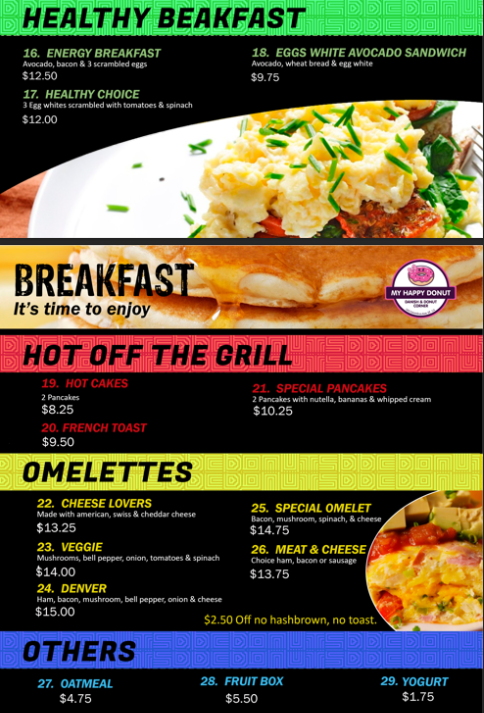 HEALTHY BEAKFAST
16. ENERGY BREAKFAST
Avocado, bacon & 3 scrambled eggs
$12.50
17. HEALTHY CHOICE
3 Egg whites scrambled with tomatoes & spinach
$12.00
18. EGGS WHITE AVOCADO SANDWICH
Avocado, wheat bread & egg white
$9.75
BREAKFAST
It's time to enjoy
MY HAPPY DONUT
DANISH & DONUT
CORNER
HOT OFF THE GRILL
19. HOT CAKES
2 Pancakes
$8.25
20. FRENCH TOAST
$9.50
21. SPECIAL PANCAKES
2 Pancakes with nutella, bananas & whipped cream
$10.25
OMELETTES
22. CHEESE LOVERS
Made with american, swiss & cheddar cheese
$13.25
23. VEGGIE
Mushrooms, bell pepper, onion, tomatoes & spinach
$14.00
24. DENVER
Ham, bacon, mushroom, bell pepper, onion & cheese
$15.00
25. SPECIAL OMELET
Bacon, mushroom, spinach, & cheese
$14.75
26. MEAT & CHEESE
Choice ham, bacon or sausage
$13.75
$2.50 Off no hashbrown, no toast.
OTHERS
27. OATMEAL
$4.75
28. FRUIT BOX
$5.50
29. YOGURT
$1.75